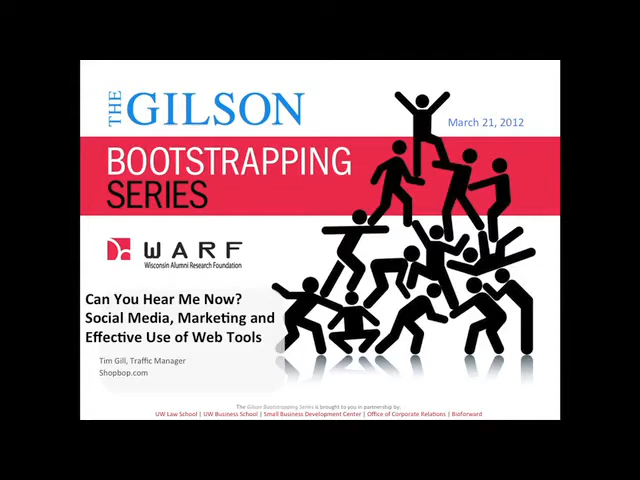 THE GILSON
March 21, 2012
BOOTSTRAPPING
SERIES
WARF
Wisconsin Alumni Research Foundation
Can You Hear Me Now?
Social Media, Marketing and
Effective Use of Web Tools
Tim Gill, Traffic Manager
Shopbop.com
The Gilson Bootstrapping Series is brought to you in partnership by:
UW Law School | UW Business School | Small Business Development Center | Office of Corporate Relations | Bioforward